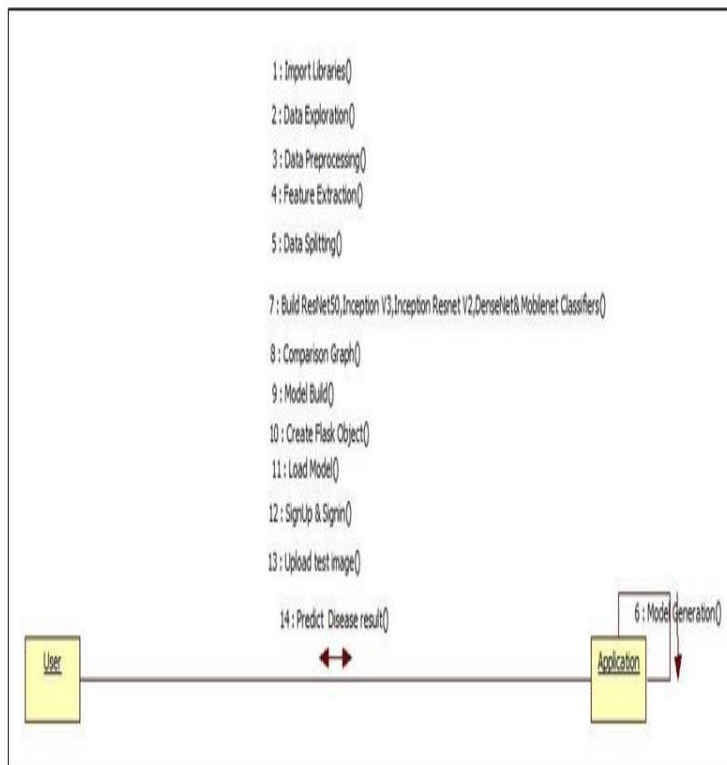 1 : Import Libraries()
2 : Data Exploration()
3 : Data Preprocessing()
4 : Feature Extraction()
5 : Data Splitting()
7 : Build ResNet50,Inception V3,Inception Resnet V2,DenseNet& Mobilenet Classifiers()
8 : Comparison Graph()
9 : Model Build()
10 : Create Flask Object()
11 : Load Model()
12 : SignUp & Signin()
13 : Upload test image()
14 : Predict Disease result()
6 : Model Generation()
User
Application